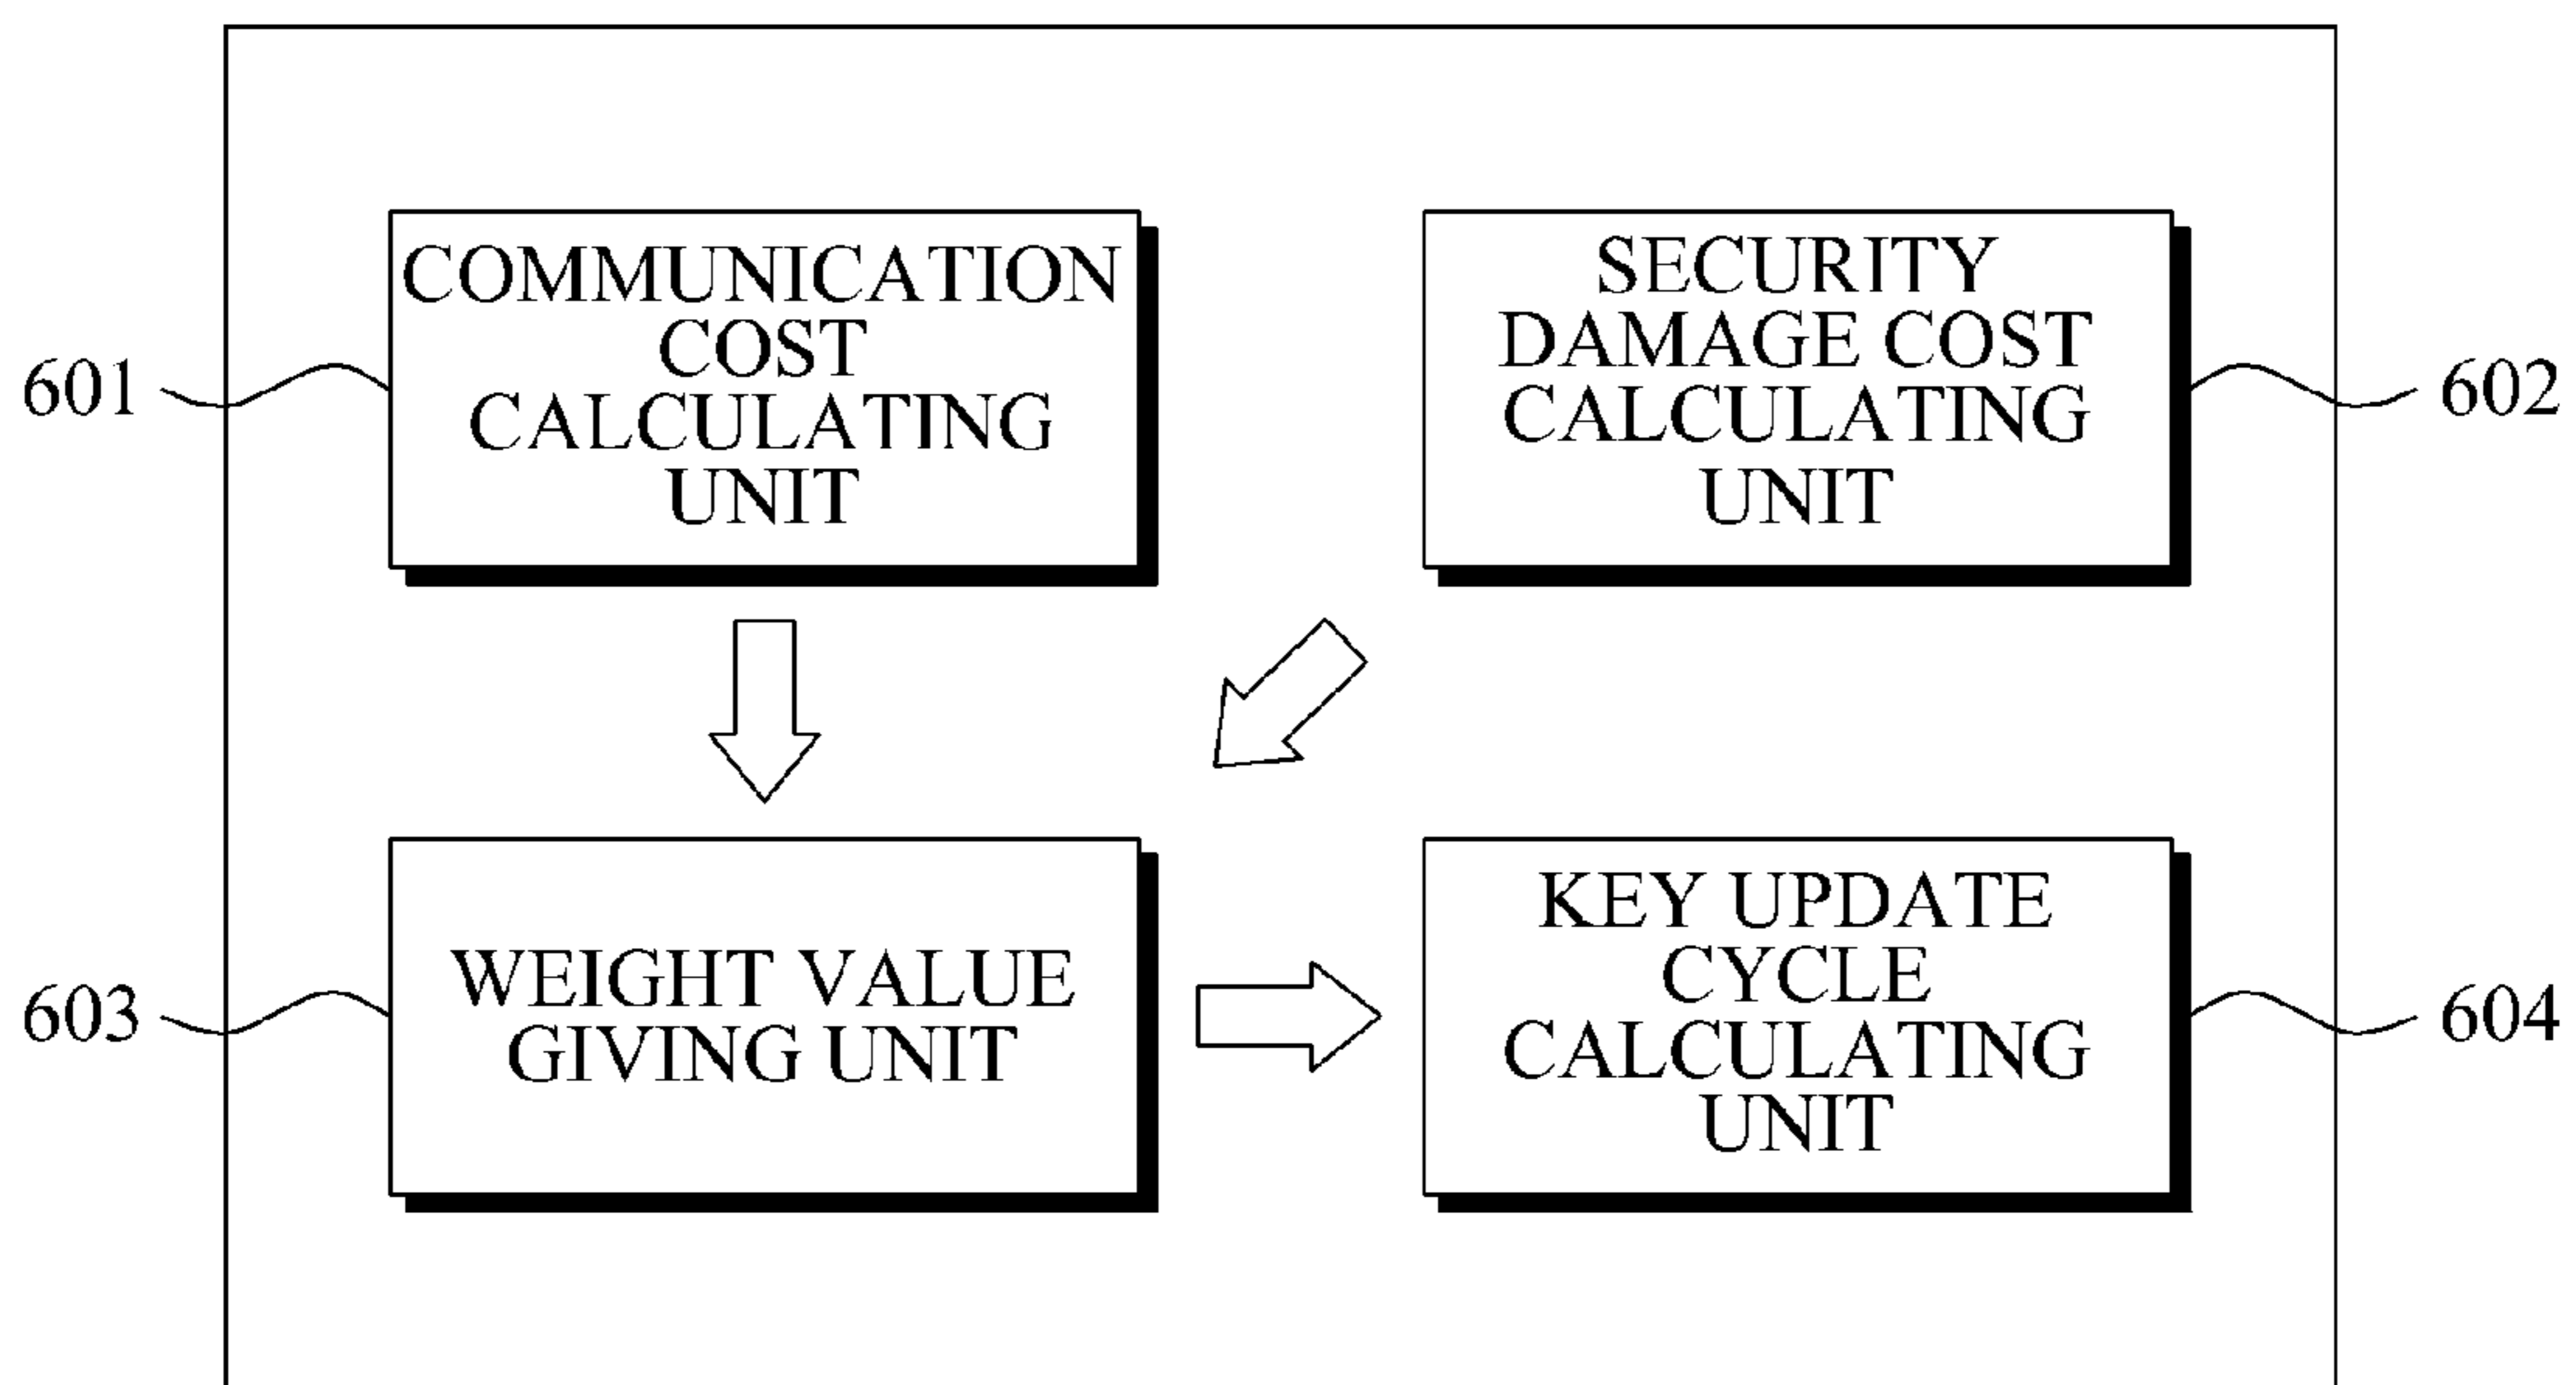 COMMUNICATION
COST
CALCULATING
UNIT
601
SECURITY
DAMAGE COST
CALCULATING
UNIT
602
WEIGHT VALUE
GIVING UNIT
603
KEY UPDATE
CYCLE
CALCULATING
UNIT
604